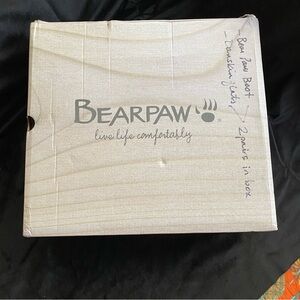 BEARPAW
live life comfortably
-Bear Paw Boot
2 pairs in box